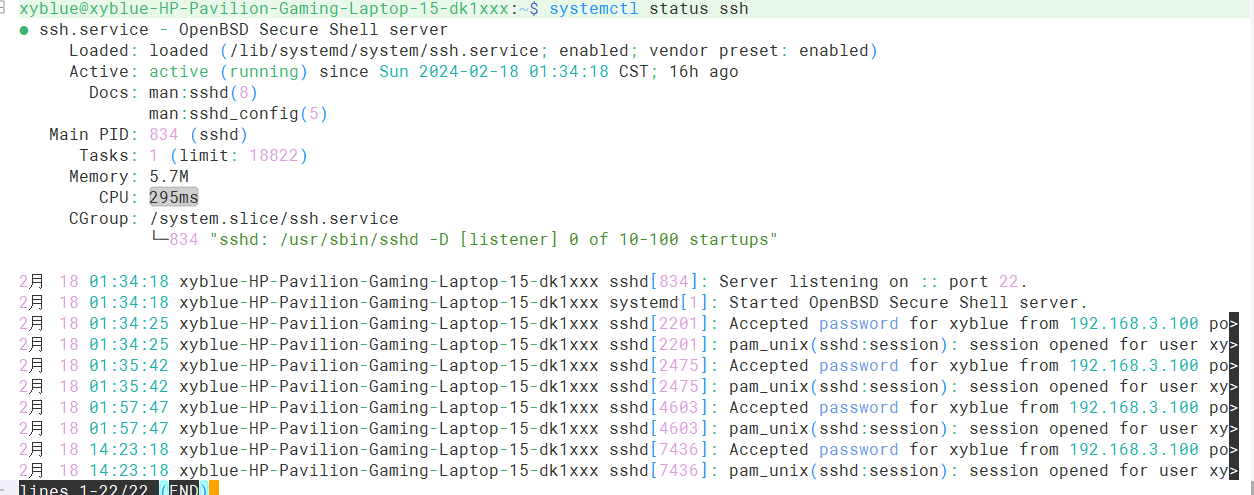 xyblue@xyblue-HP-Pavilion-Gaming-Laptop-15-dk1xxx:~$ systemctl status ssh
● ssh.service - OpenBSD Secure Shell server
Loaded: loaded (/lib/systemd/system/ssh.service; enabled; vendor preset: enabled)
Active: active (running) since Sun 2024-02-18 01:34:18 CST; 16h ago
Docs: man:sshd(8)
man:sshd_config(5)
Main PID: 834 (sshd)
Tasks: 1 (limit: 18822)
Memory: 5.7M
CPU: 295ms
CGroup: /system.slice/ssh.service
└─834 "sshd: /usr/sbin/sshd -D [listener] 0 of 10-100 startups"
2月 18 01:34:18 xyblue-HP-Pavilion-Gaming-Laptop-15-dk1xxx sshd[834]: Server listening on :: port 22.
2月 18 01:34:18 xyblue-HP-Pavilion-Gaming-Laptop-15-dk1xxx systemd[1]: Started OpenBSD Secure Shell server.
2月 18 01:34:25 xyblue-HP-Pavilion-Gaming-Laptop-15-dk1xxx sshd[2201]: Accepted password for xyblue from 192.168.3.100 po>
2月 18 01:34:25 xyblue-HP-Pavilion-Gaming-Laptop-15-dk1xxx sshd[2201]: pam_unix(sshd:session): session opened for user xy>
2月 18 01:35:42 xyblue-HP-Pavilion-Gaming-Laptop-15-dk1xxx sshd[2475]: Accepted password for xyblue from 192.168.3.100 po>
2月 18 01:35:42 xyblue-HP-Pavilion-Gaming-Laptop-15-dk1xxx sshd[2475]: pam_unix(sshd:session): session opened for user xy>
2月 18 01:57:47 xyblue-HP-Pavilion-Gaming-Laptop-15-dk1xxx sshd[4603]: Accepted password for xyblue from 192.168.3.100 po>
2月 18 01:57:47 xyblue-HP-Pavilion-Gaming-Laptop-15-dk1xxx sshd[4603]: pam_unix(sshd:session): session opened for user xy>
2月 18 14:23:18 xyblue-HP-Pavilion-Gaming-Laptop-15-dk1xxx sshd[7436]: Accepted password for xyblue from 192.168.3.100 po>
2月 18 14:23:18 xyblue-HP-Pavilion-Gaming-Laptop-15-dk1xxx sshd[7436]: pam_unix(sshd:session): session opened for user xy>
lines 1-22/22 (END)